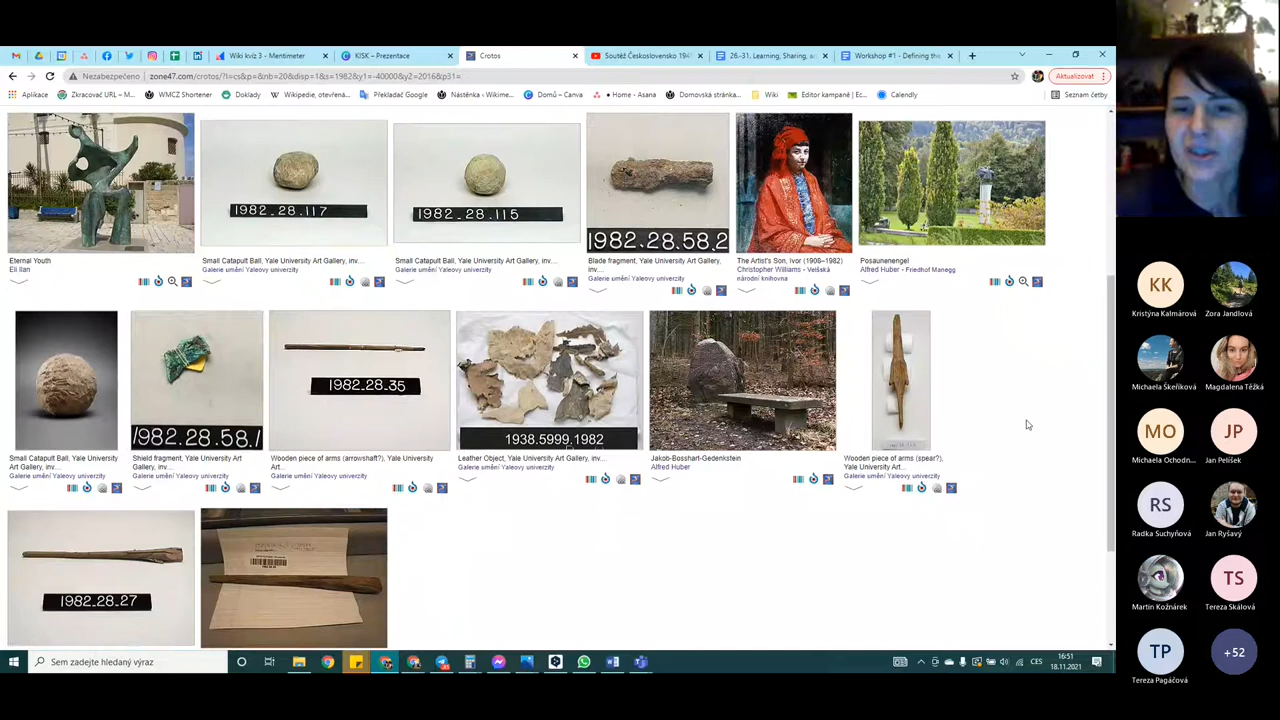 Wiki kvíz 3 - Mentimeter
KISK – Prezentace
Crotos
Soutěž Československo 194
26.-31. Learning, Sharing, a
Workshop #1 - Defining th
Nezabezpečeno
zone47.com/crotos/?l=cs&p=&nb=20&disp=1&s=1982&y1=-40000&y2=2016&p31=
Aktualizovat
Aplikace
Zkracovač URL – M...
WMCZ Shortener
Doklady
Wikipedie, otevřená...
Překladač Google
Nástěnka ‹ Wikime...
Domů – Canva
• Home - Asana
Domovská stránka...
Wiki
Editor kampaně | Ec...
Calendly
Seznam četby
1982_28.117
1982_28.115
1982.28.58.2
Eternal Youth
Eli Ilan
Small Catapult Ball, Yale University Art Gallery, inv....
Galerie umění Yaleovy univerzity
Small Catapult Ball, Yale University Art Gallery, inv....
Galerie umění Yaleovy univerzity
Blade fragment, Yale University Art Gallery,
inv....
Galerie umění Yaleovy univerzity
The Artist's Son, Ivor (1908–1982)
Christopher Williams - Velšská
národní knihovna
Posaunenengel
Alfred Huber - Friedhof Manegg
1982.28.58.1
1982.28.35
1938.5999.1982
Small Catapult Ball, Yale University
Art Gallery, inv....
Galerie umění Yaleovy univerzity
Shield fragment, Yale University Art
Gallery, inv....
Galerie umění Yaleovy univerzity
Wooden piece of arms (arrowshaft?), Yale University
Art...
Galerie umění Yaleovy univerzity
Leather Object, Yale University Art Gallery, inv....
Galerie umění Yaleovy univerzity
Jakob-Bosshart-Gedenkstein
Alfred Huber
Wooden piece of arms (spear?),
Yale University Art...
Galerie umění Yaleovy univerzity
1982_28.27
Sem zadejte hledaný výraz
CES
16:51
18.11.2021
KK
Kristýna Kalmárová
Zora Jandlová
Michaela Škeříková
Magdalena Těžká
MO
Michaela Ochodn...
JP
Jan Pelíšek
RS
Radka Suchyňová
Jan Ryšavý
Martin Kožnárek
TS
Tereza Skálová
TP
Tereza Pagáčová
+52